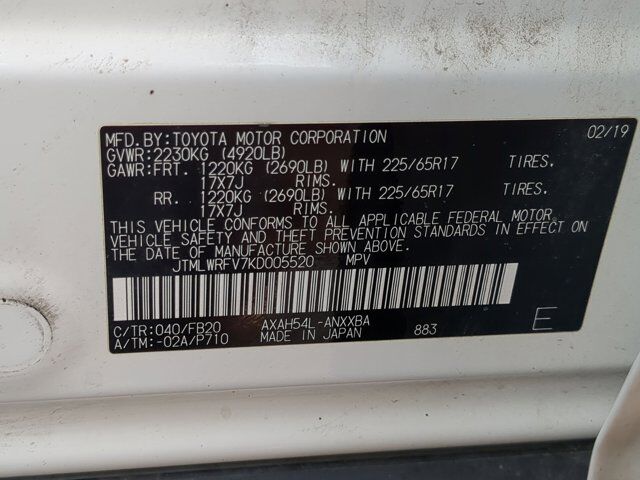 MFD.BY:TOYOTA MOTOR CORPORATION 02/19
GVWR:2230KG (4920LB)
GAWR:FRT. 1220KG (2690LB) WITH 225/65R17 TIRES.
17X7J RIMS.
RR. 1220KG (2690LB) WITH 225/65R17 TIRES.
17X7J RIMS.
THIS VEHICLE CONFORMS TO ALL APPLICABLE FEDERAL MOTOR
VEHICLE SAFETY AND THEFT PREVENTION STANDARDS IN EFFECT ON
THE DATE OF MANUFACTURE SHOWN ABOVE.
JTMLWRFV7KD005520 MPV
C/TR:040/FB20 AXAH54L-ANXXBA 883 E
A/TM:-02A/P710 MADE IN JAPAN